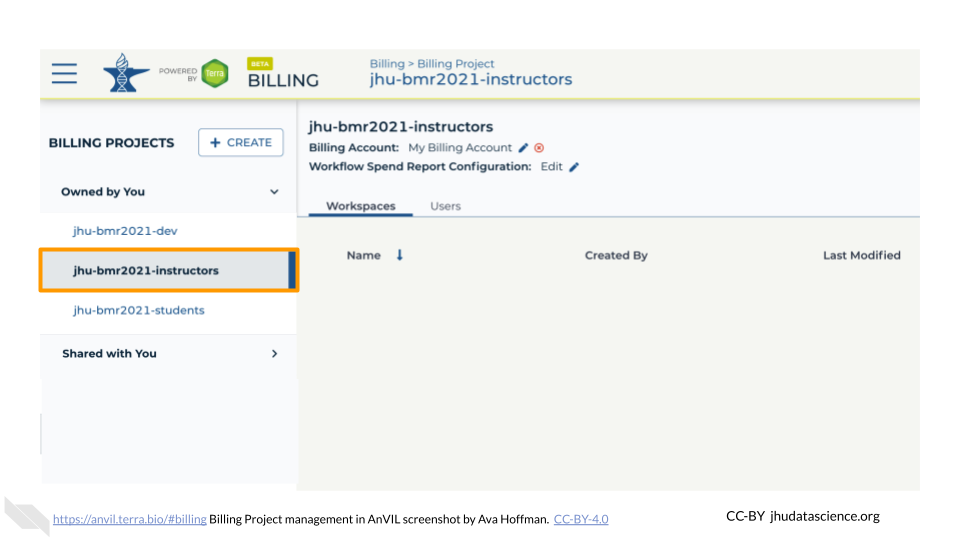 POWERED BY
Terra
BETA
BILLING
Billing > Billing Project
jhu-bmr2021-instructors
BILLING PROJECTS
+ CREATE
Owned by You
jhu-bmr2021-dev
jhu-bmr2021-instructors
jhu-bmr2021-students
Shared with You
jhu-bmr2021-instructors
Billing Account: My Billing Account
Workflow Spend Report Configuration: Edit
Workspaces Users
Name ↓ Created By Last Modified
https://anvil.terra.bio/#billing Billing Project management in AnVIL screenshot by Ava Hoffman. CC-BY-4.0
CC-BY jhudatascience.org